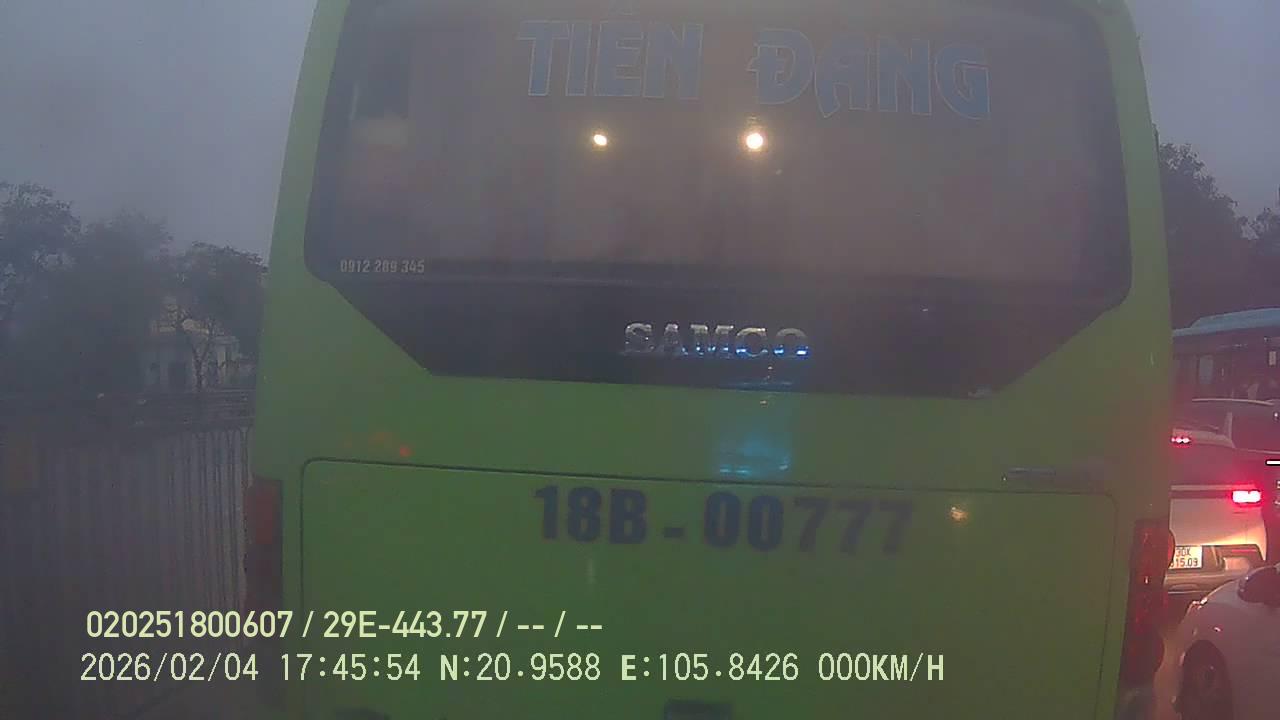 TIẾN ĐẠNG
0912 289 345
SAMCO
18B - 00777
30K
020251800607 / 29E-443.77 / -- / --
2026/02/04 17:45:54 N:20.9588 E:105.8426 000KM/H